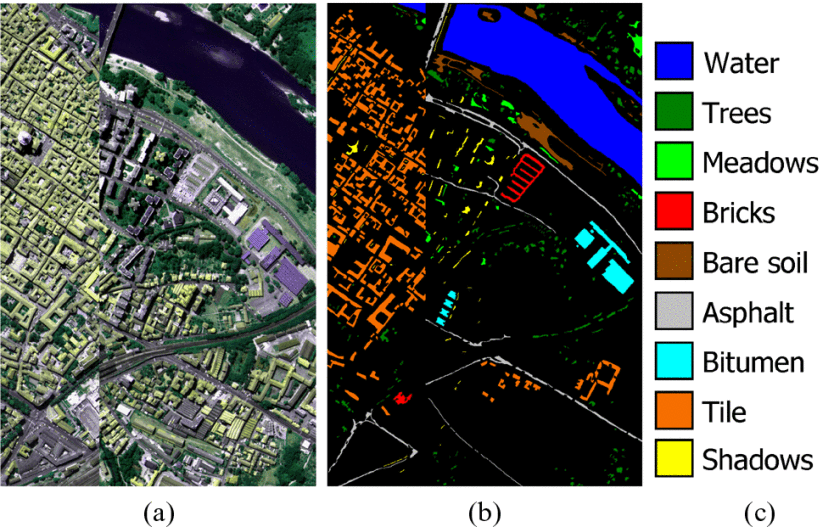 Water
Trees
Meadows
Bricks
Bare soil
Asphalt
Bitumen
Tile
Shadows
(a)
(b)
(c)